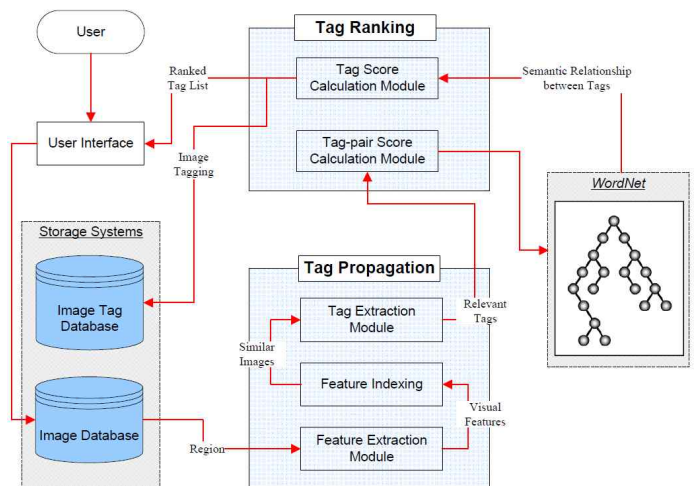 User
Tag Ranking
Ranked
Tag List
Tag Score
Calculation Module
Semantic Relationship
between Tags
User Interface
Image
Tagging
Tag-pair Score
Calculation Module
WordNet
Storage Systems
Image Tag
Database
Tag Propagation
Tag Extraction
Module
Relevant
Tags
Similar
Images
Feature Indexing
Visual
Features
Image Database
Region
Feature Extraction
Module